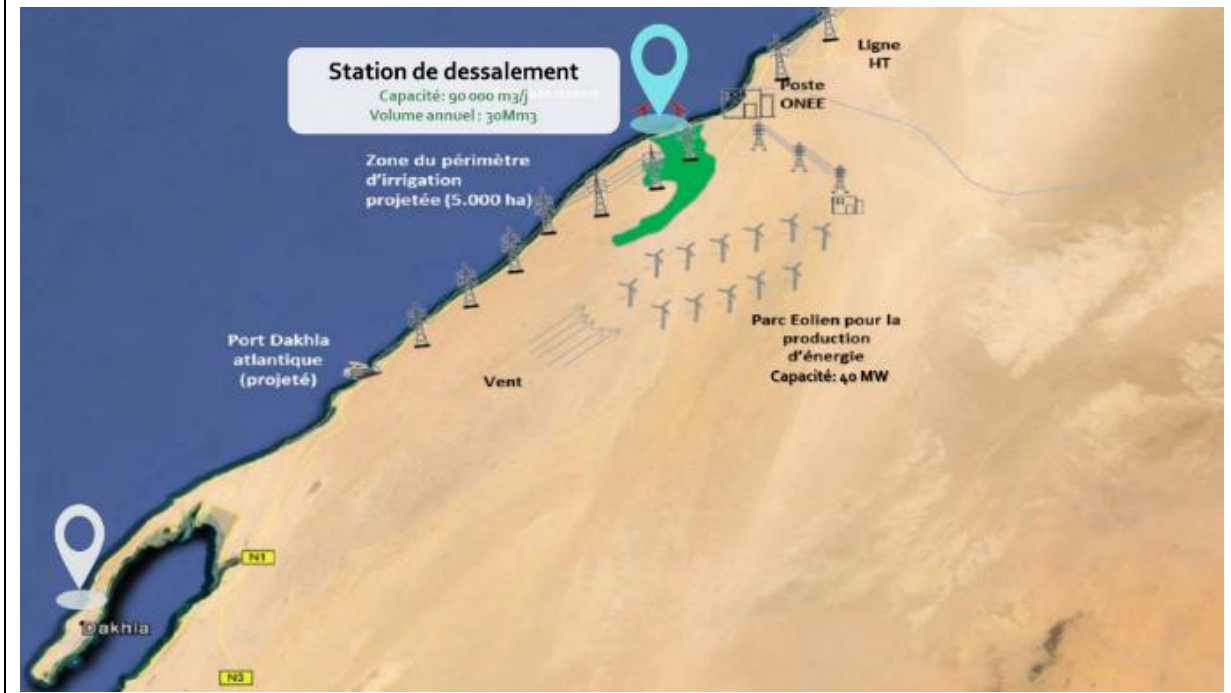 Station de dessalement
Capacité: 90 000 m3/j
Volume annuel : 30Mm3
Ligne
HT
Poste
ONEE
Zone du périmètre
d'irrigation
projetée (5.000 ha)
Port Dakhla
atlantique
(projeté)
Vent
Parc Eolien pour la
production
d'énergie
Capacité: 40 MW
N1
Dakhla
N3